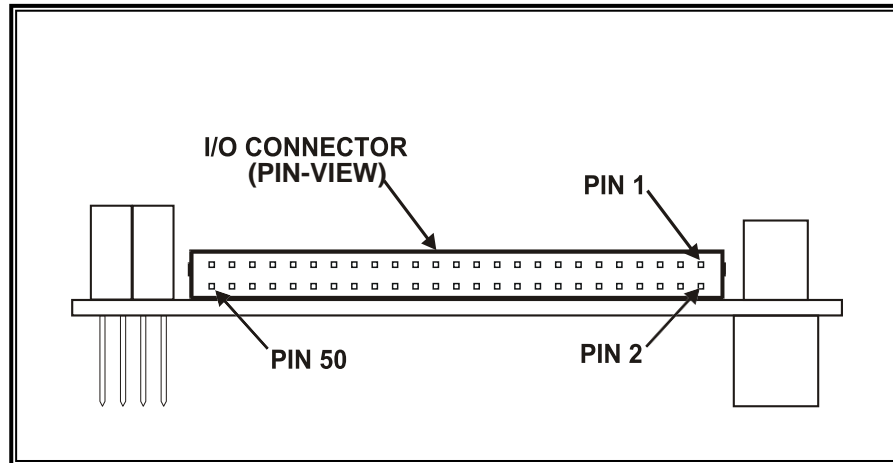 I/O CONNECTOR
(PIN-VIEW)
PIN 1
PIN 50
PIN 2